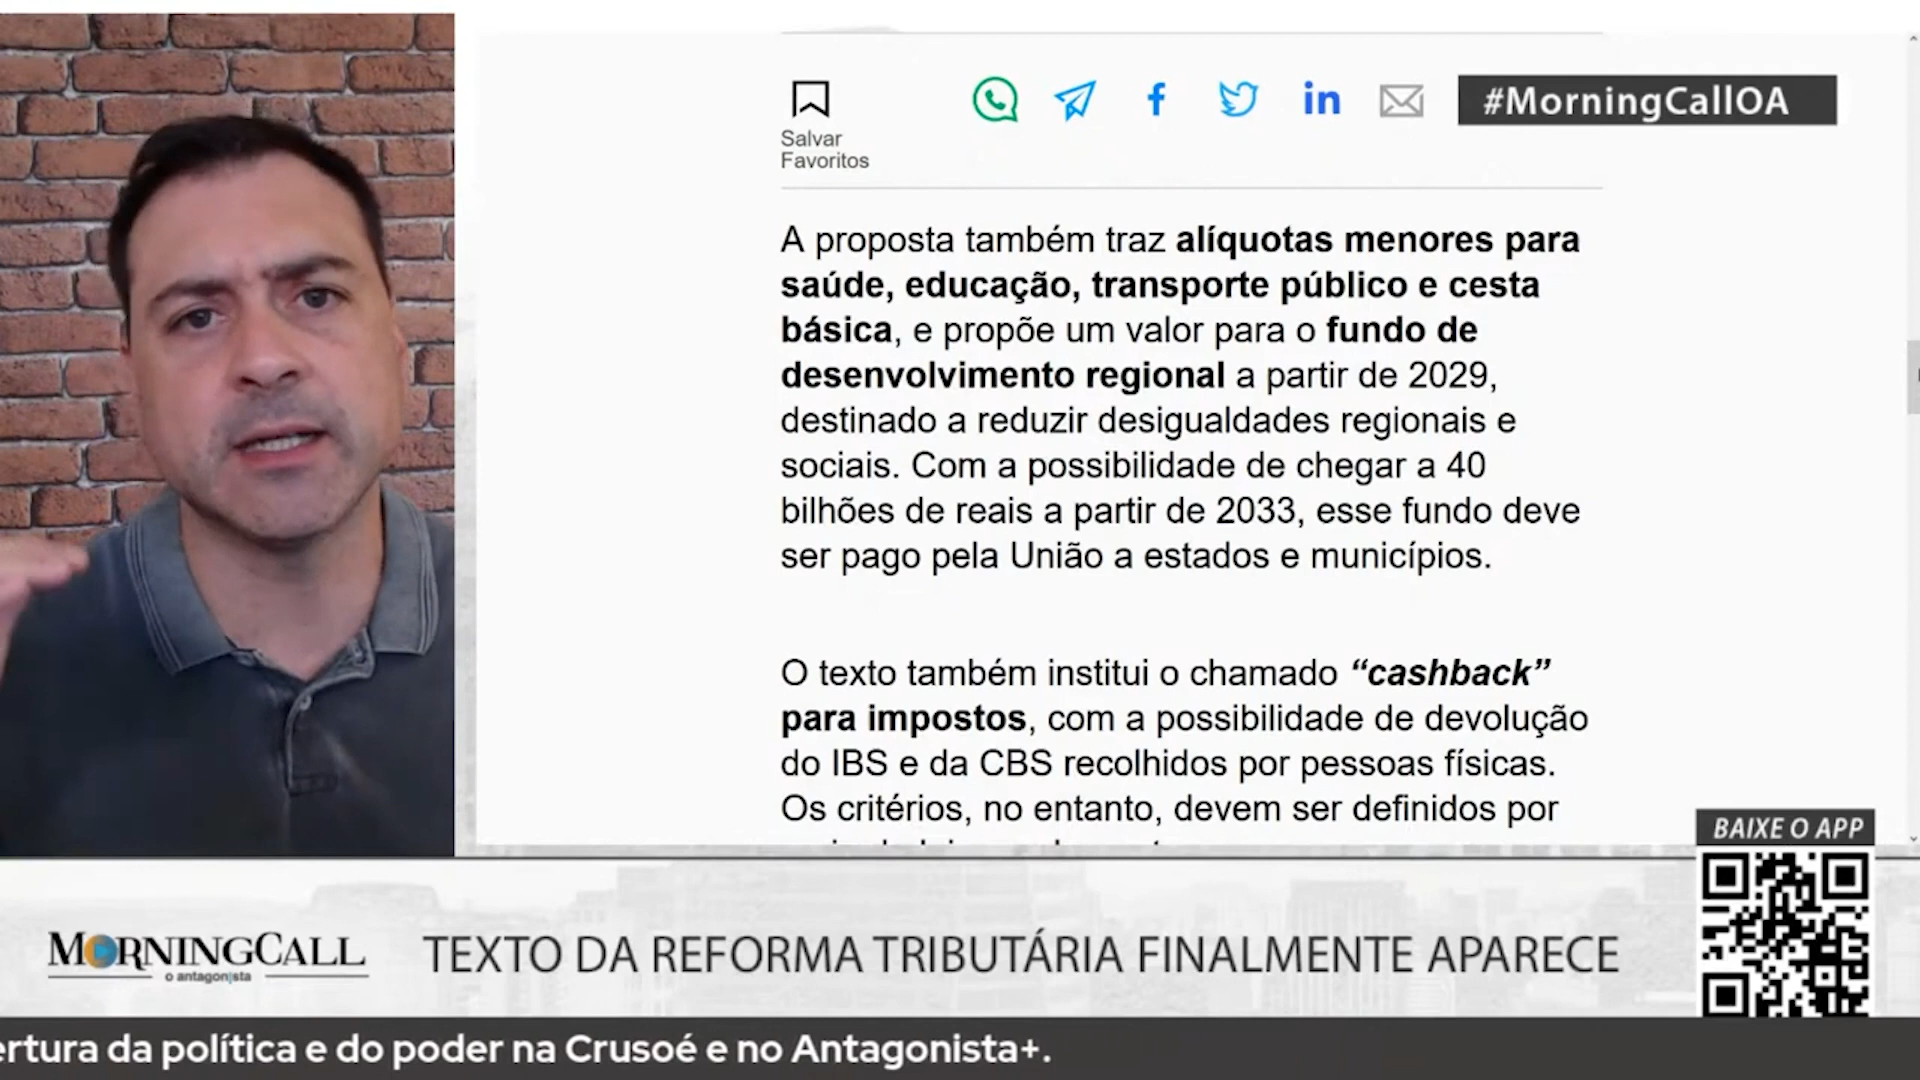 #MorningCallOA
Salvar
Favoritos
A proposta também traz alíquotas menores para
saúde, educação, transporte público e cesta
básica, e propõe um valor para o fundo de
desenvolvimento regional a partir de 2029,
destinado a reduzir desigualdades regionais e
sociais. Com a possibilidade de chegar a 40
bilhões de reais a partir de 2033, esse fundo deve
ser pago pela União a estados e municípios.
O texto também institui o chamado “cashback”
para impostos, com a possibilidade de devolução
do IBS e da CBS recolhidos por pessoas físicas.
Os critérios, no entanto, devem ser definidos por
BAIXE O APP
MORNINGCALL
o antagonista
TEXTO DA REFORMA TRIBUTÁRIA FINALMENTE APARECE
ertura da política e do poder na Crusoé e no Antagonista+.